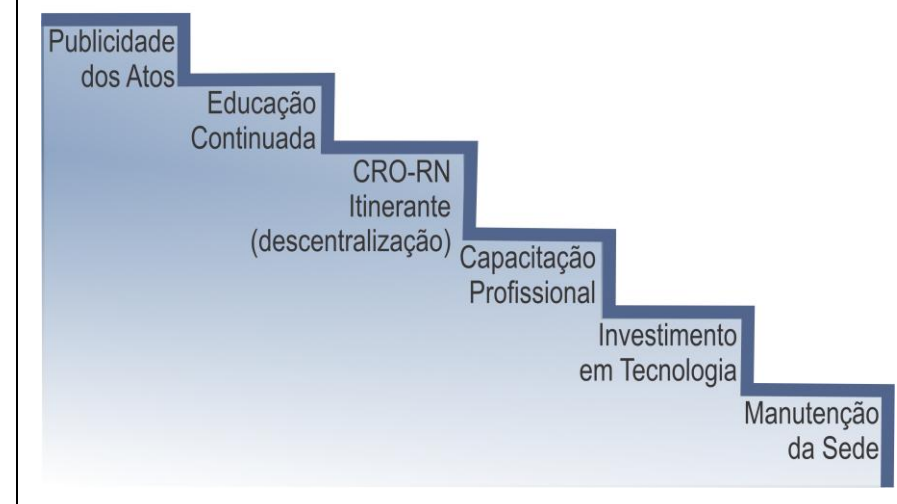 Publicidade
dos Atos
Educação
Continuada
CRO-RN
Itinerante
(descentralização)
Capacitação
Profissional
Investimento
em Tecnologia
Manutenção
da Sede